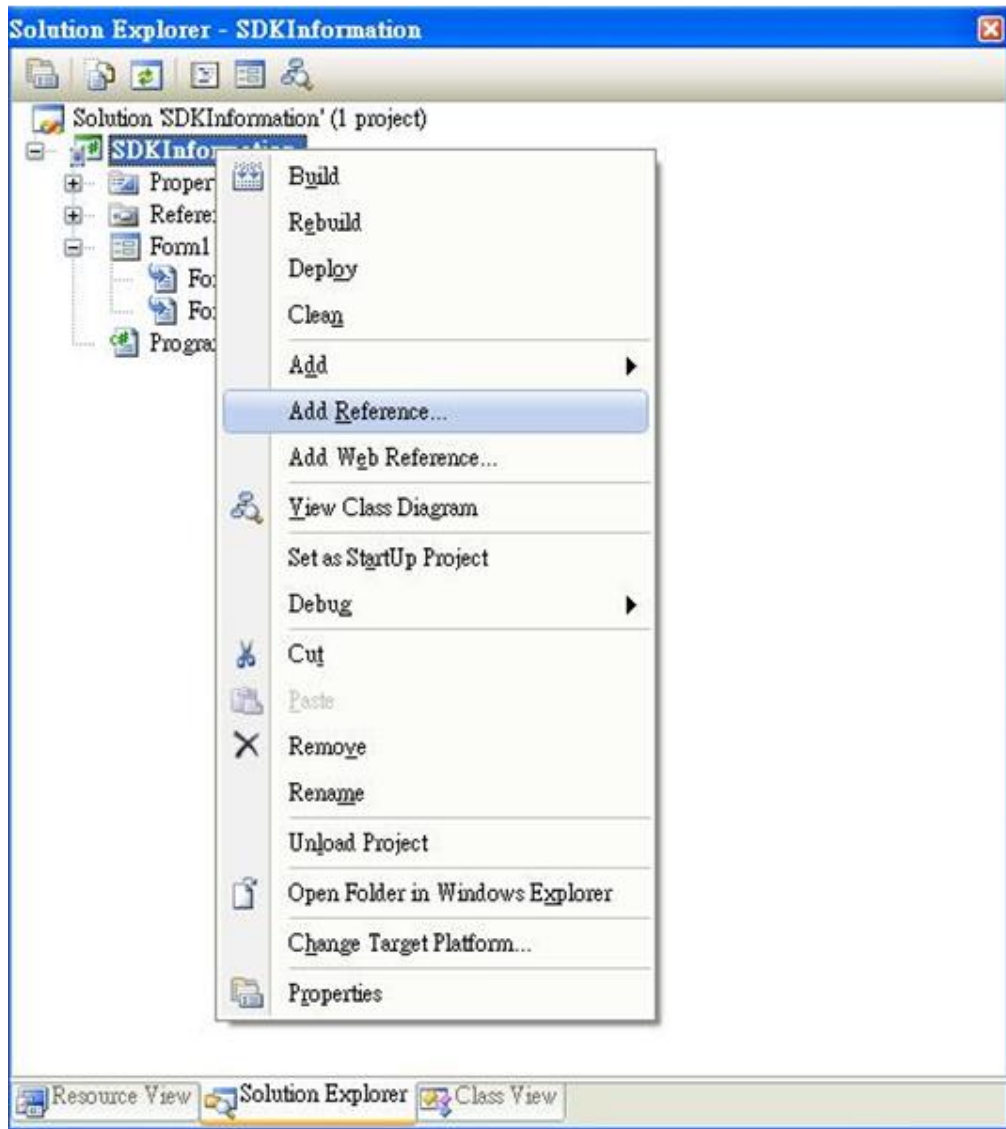 Solution Explorer - SDKInformation
Solution 'SDKInformation' (1 project)
SDKInformation
Proper
Refere
Form1
Fo
Fo
Progra
Build
Rebuild
Deploy
Clean
Add
Add Reference...
Add Web Reference...
View Class Diagram
Set as StartUp Project
Debug
Cut
Paste
Remove
Rename
Unload Project
Open Folder in Windows Explorer
Change Target Platform...
Properties
Resource View Solution Explorer Class View